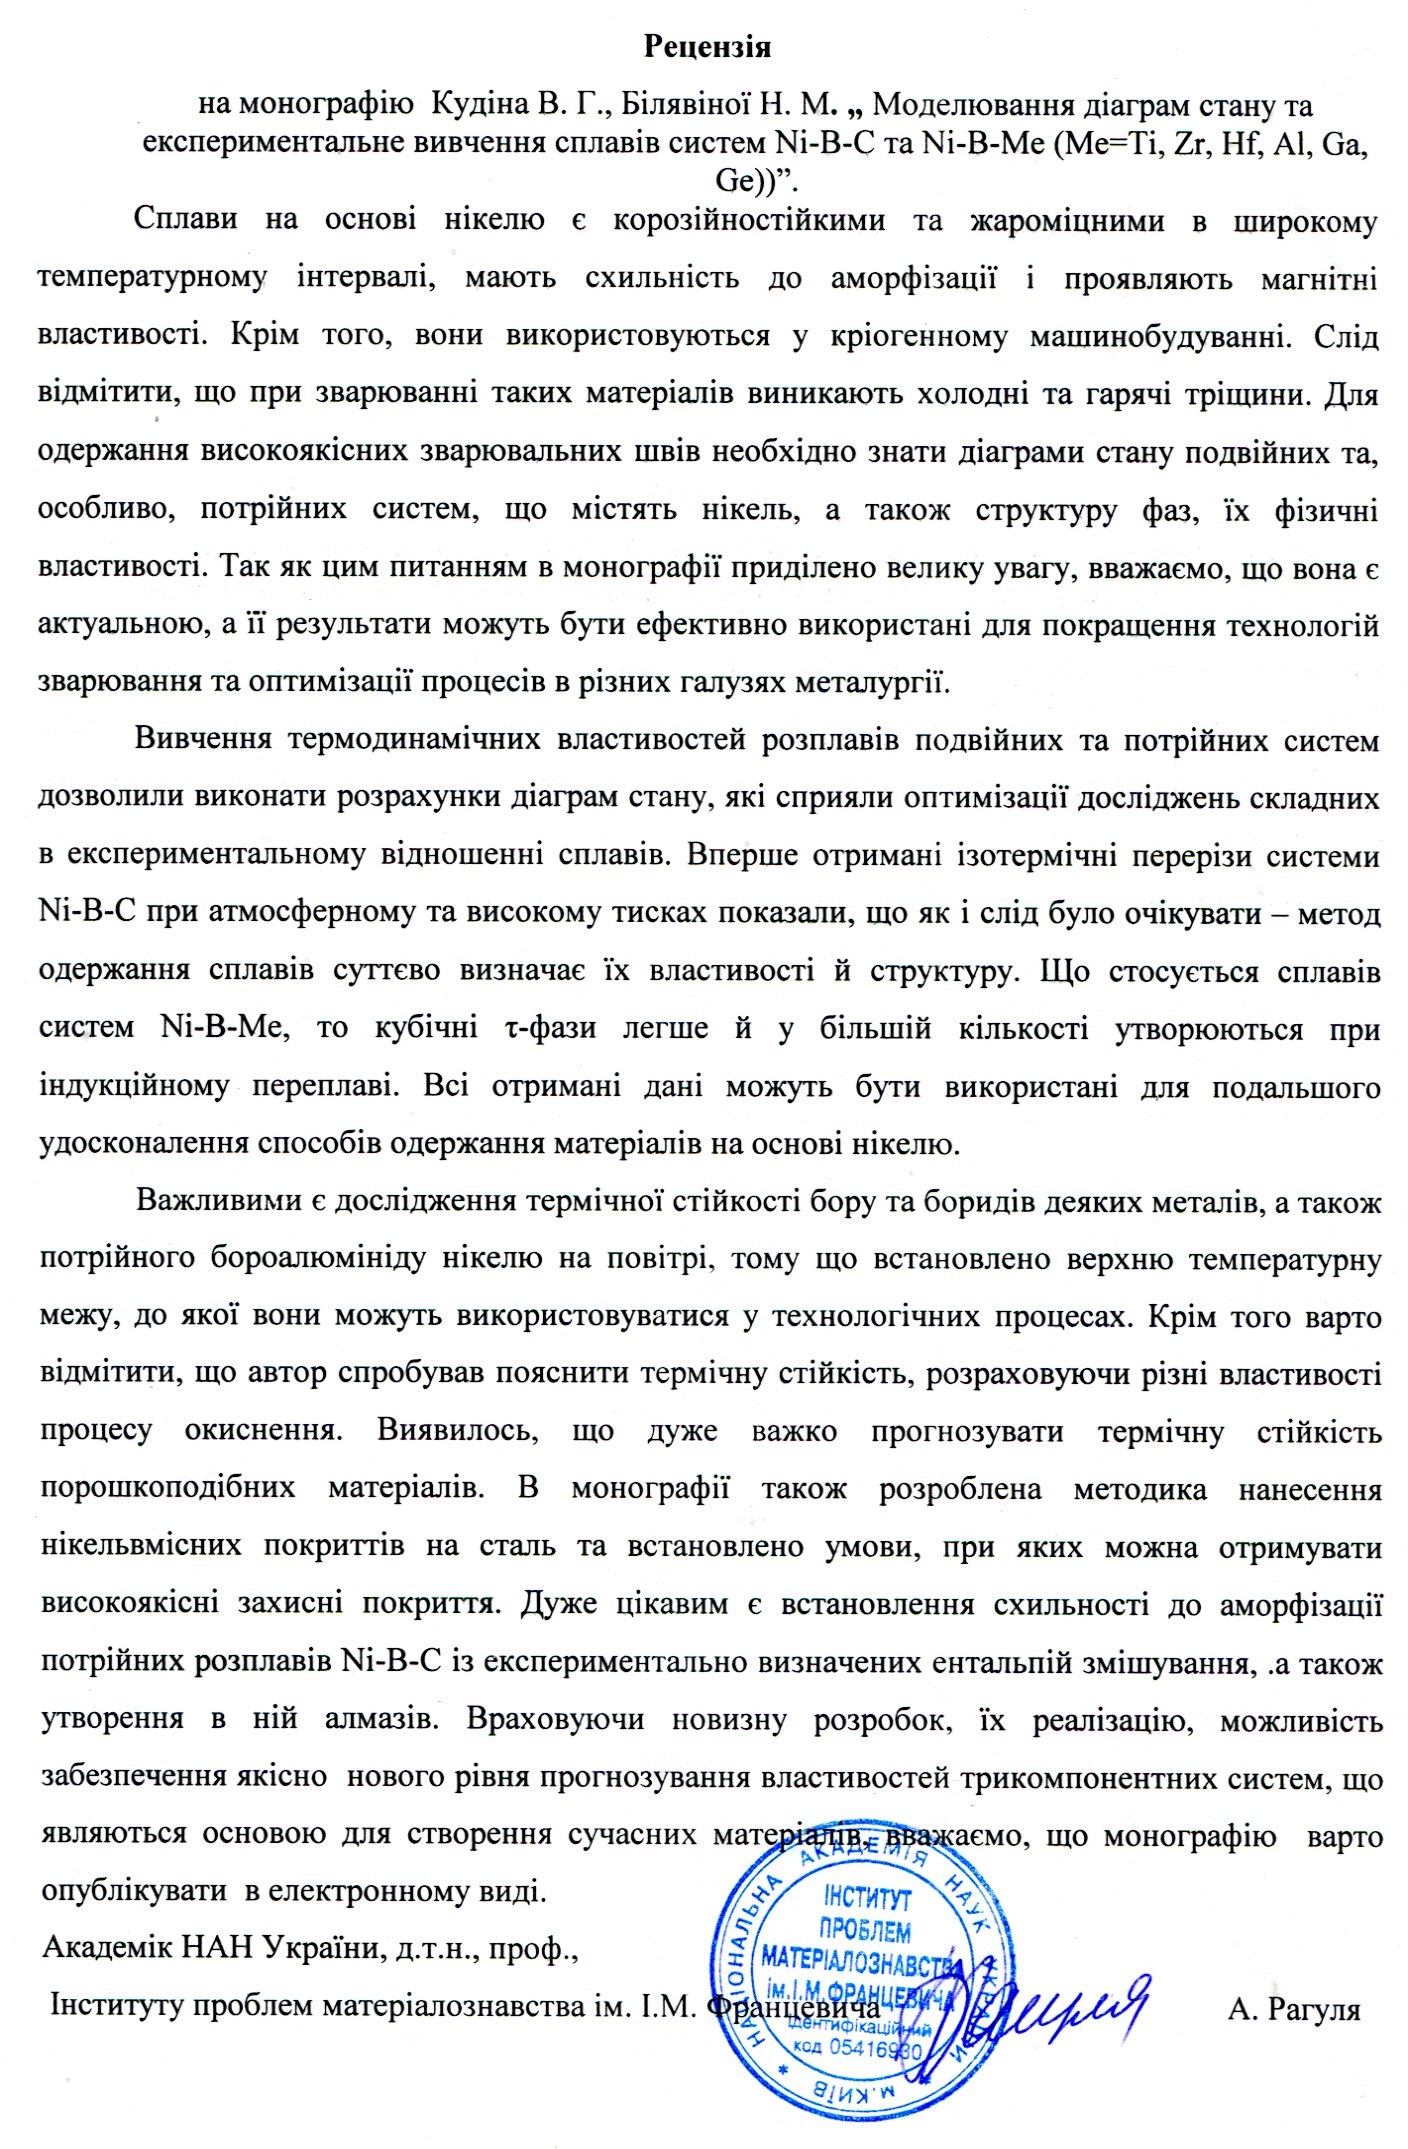 Рецензія
на монографію Кудіна В. Г., Білявіної Н. М. „ Моделювання діаграм стану та
експериментальне вивчення сплавів систем Ni-B-C та Ni-B-Me (Me=Ti, Zr, Hf, Al, Ga,
Ge))”.
Сплави на основі нікелю є корозійностійкими та жароміцними в широкому
температурному інтервалі, мають схильність до аморфізації і проявляють магнітні
властивості. Крім того, вони використовуються у кріогенному машинобудуванні. Слід
відмітити, що при зварюванні таких матеріалів виникають холодні та гарячі тріщини. Для
одержання високоякісних зварювальних швів необхідно знати діаграми стану подвійних та,
особливо, потрійних систем, що містять нікель, а також структуру фаз, їх фізичні
властивості. Так як цим питанням в монографії приділено велику увагу, вважаємо, що вона є
актуальною, а її результати можуть бути ефективно використані для покращення технологій
зварювання та оптимізації процесів в різних галузях металургії.
Вивчення термодинамічних властивостей розплавів подвійних та потрійних систем
дозволили виконати розрахунки діаграм стану, які сприяли оптимізації досліджень складних
в експериментальному відношенні сплавів. Вперше отримані ізотермічні перерізи системи
Ni-B-C при атмосферному та високому тисках показали, що як і слід було очікувати – метод
одержання сплавів суттєво визначає їх властивості й структуру. Що стосується сплавів
систем Ni-B-Me, то кубічні τ-фази легше й у більшій кількості утворюються при
індукційному переплаві. Всі отримані дані можуть бути використані для подальшого
удосконалення способів одержання матеріалів на основі нікелю.
Важливими є дослідження термічної стійкості бору та боридів деяких металів, а також
потрійного бороалюмініду нікелю на повітрі, тому що встановлено верхню температурну
межу, до якої вони можуть використовуватися у технологічних процесах. Крім того варто
відмітити, що автор спробував пояснити термічну стійкість, розраховуючи різні властивості
процесу окиснення. Виявилось, що дуже важко прогнозувати термічну стійкість
порошкоподібних матеріалів. В монографії також розроблена методика нанесення
нікельвмісних покриттів на сталь та встановлено умови, при яких можна отримувати
високоякісні захисні покриття. Дуже цікавим є встановлення схильності до аморфізації
потрійних розплавів Ni-B-C із експериментально визначених ентальпій змішування, .а також
утворення в ній алмазів. Враховуючи новизну розробок, їх реалізацію, можливість
забезпечення якісно нового рівня прогнозування властивостей трикомпонентних систем, що
являються основою для створення сучасних матеріалів, вважаємо, що монографію варто
опублікувати в електронному виді.
Академік НАН України, д.т.н., проф.,
Інституту проблем матеріалознавства ім. І.М. Францевича
А. Рагуля
НАЦІОНАЛЬНА АКАДЕМІЯ НАУК УКРАЇНИ
* м.КИЇВ *
ІНСТИТУТ
ПРОБЛЕМ
МАТЕРІАЛОЗНАВСТВА
ім.І.М.ФРАНЦЕВИЧА
Ідентифікаційний
код 05416930